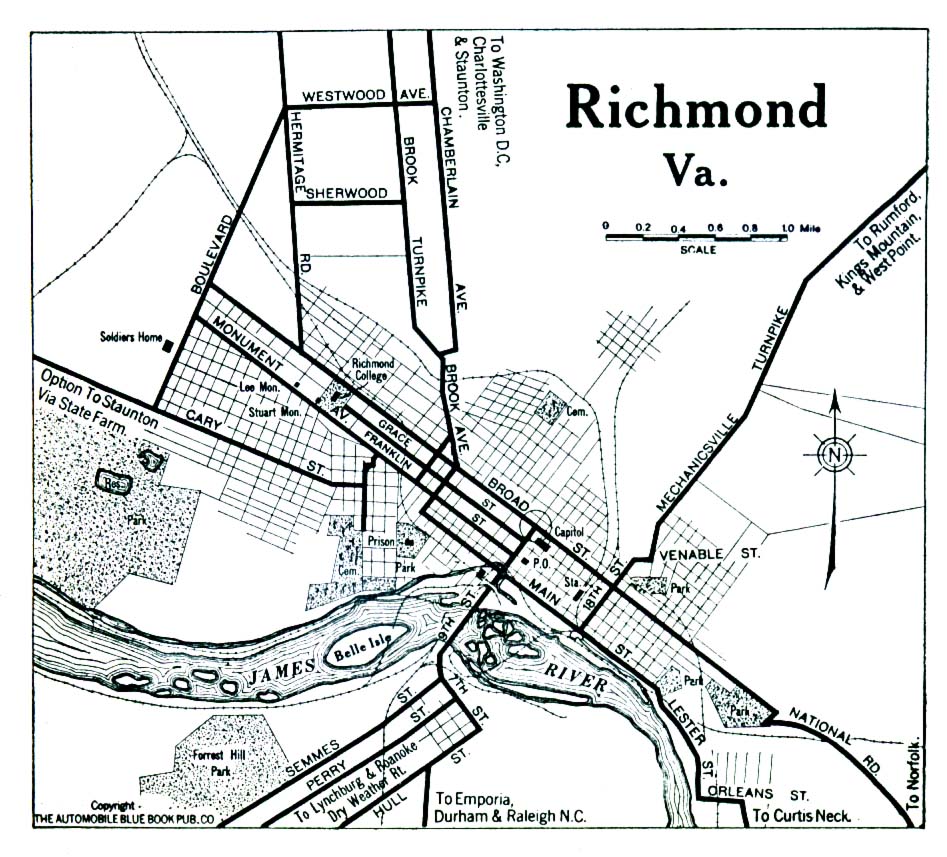 Richmond
Va.
0 0.2 0.4 0.6 0.8 1.0 Mile
SCALE
To Washington D.C,
Charlottesville
& Staunton.
WESTWOOD AVE.
HERMITAGE RD.
SHERWOOD
BROOK TURNPIKE
CHAMBERLAIN AVE.
BOULEVARD
To Rumford,
Kings Mountain,
& West Point.
MECHANICSVILLE TURNPIKE
Soldiers Home
MONUMENT AV.
Lee Mon.
Stuart Mon.
Richmond
College
BROOK AVE.
Option To Staunton
Via State Farm.
CARY ST.
GRACE ST
FRANKLIN ST
Cem.
N
BROAD ST.
Capitol
P.O.
Sta.
MAIN ST.
18TH ST
VENABLE ST.
Park
Res
Park
Prison
Cem.
Park
9TH ST.
JAMES RIVER
Belle Isle
7TH ST.
Park
Park
LESTER ST.
NATIONAL RD.
To Norfolk.
ORLEANS ST.
To Curtis Neck.
SEMMES ST.
PERRY ST.
To Lynchburg & Roanoke
Dry Weather Rt.
HULL ST.
To Emporia,
Durham & Raleigh N.C.
Forrest Hill
Park
Copyright -
THE AUTOMOBILE BLUE BOOK PUB. CO